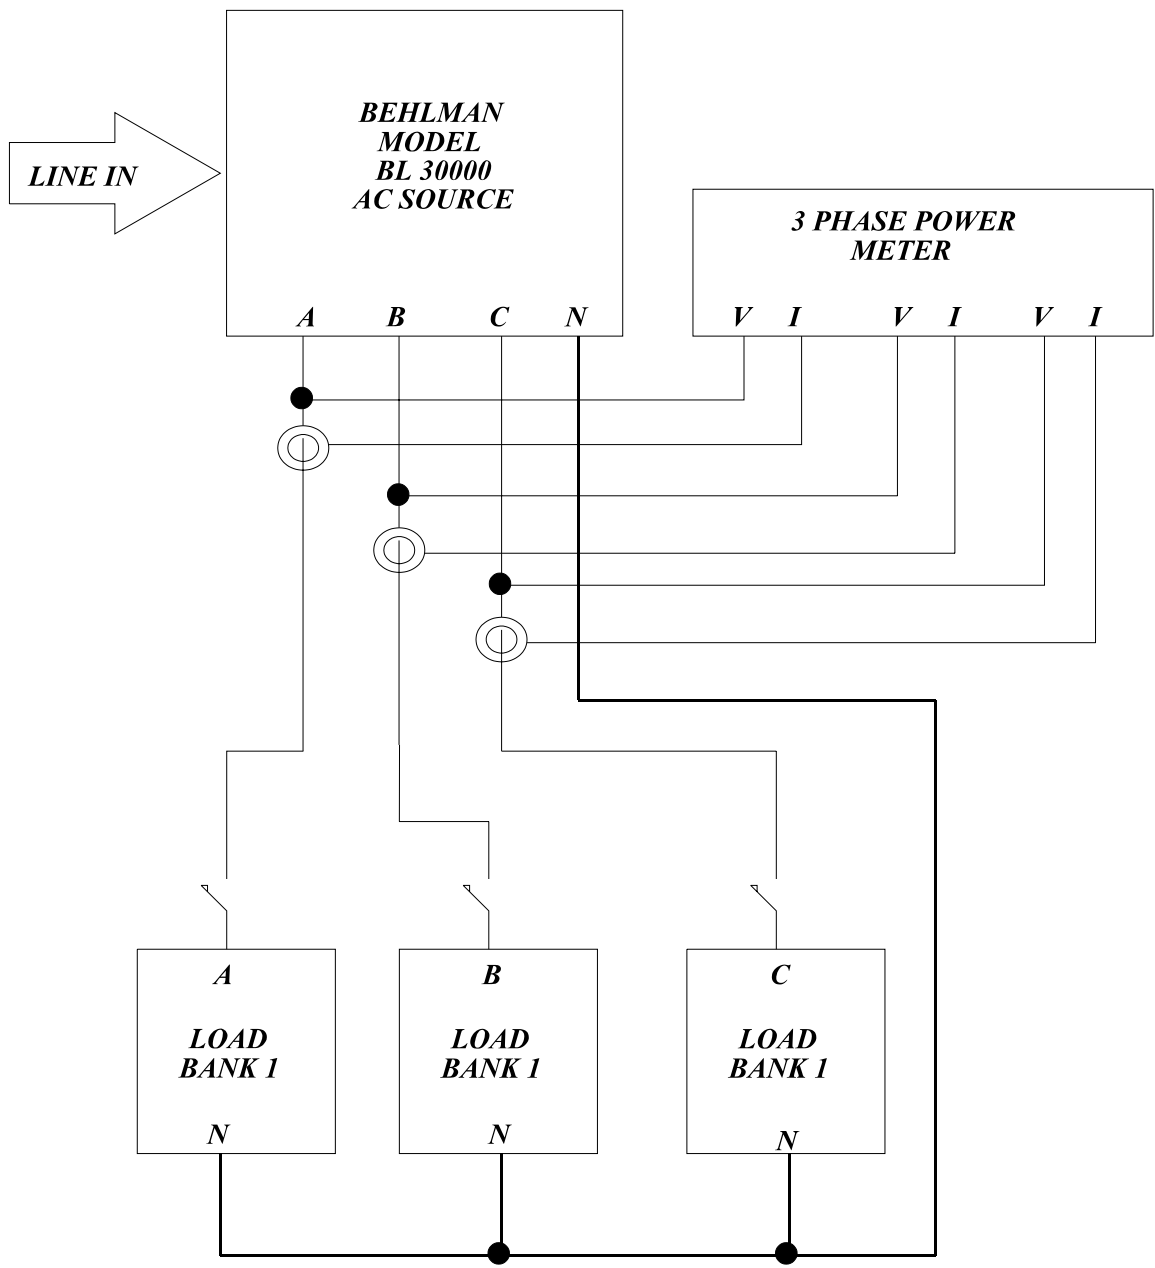 BEHLMAN
MODEL
BL 30000
AC SOURCE
LINE IN
3 PHASE POWER
METER
A B C N
V I V I V I
A B C
LOAD BANK 1
LOAD BANK 1
LOAD BANK 1
N N N